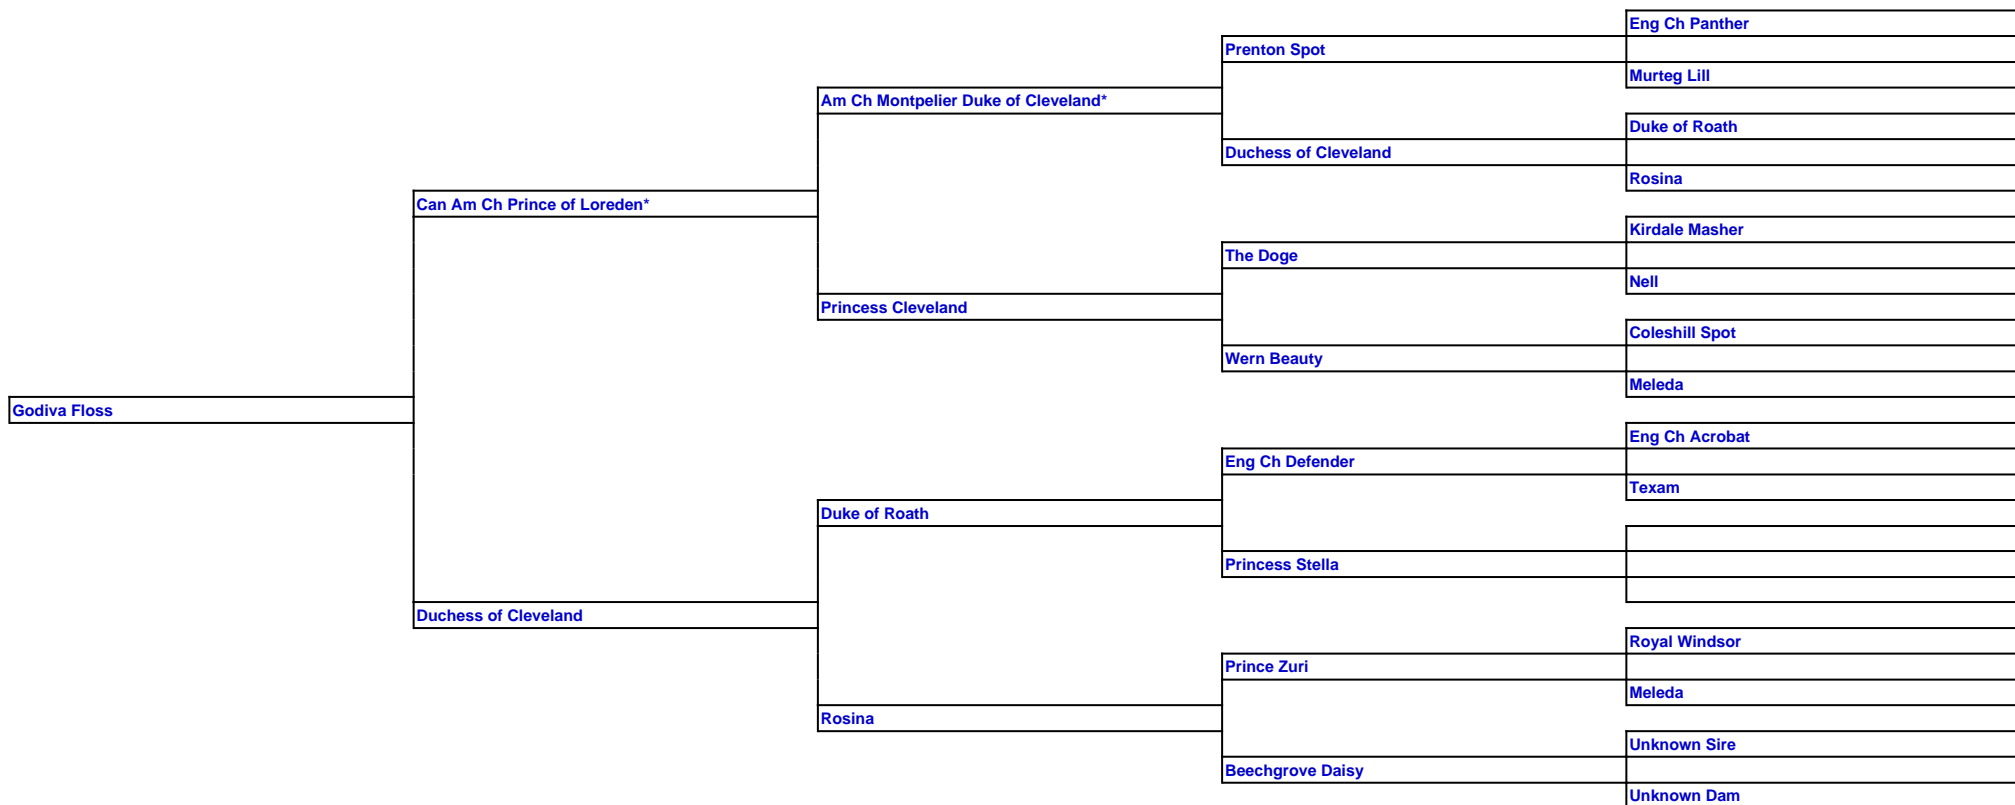 Eng Ch Panther
Prenton Spot
Murteg Lill
Am Ch Montpelier Duke of Cleveland*
Duke of Roath
Duchess of Cleveland
Rosina
Can Am Ch Prince of Loreden*
Kirdale Masher
The Doge
Nell
Princess Cleveland
Coleshill Spot
Wern Beauty
Meleda
Godiva Floss
Eng Ch Acrobat
Eng Ch Defender
Texam
Duke of Roath
Princess Stella
Duchess of Cleveland
Royal Windsor
Prince Zuri
Meleda
Rosina
Unknown Sire
Beechgrove Daisy
Unknown Dam